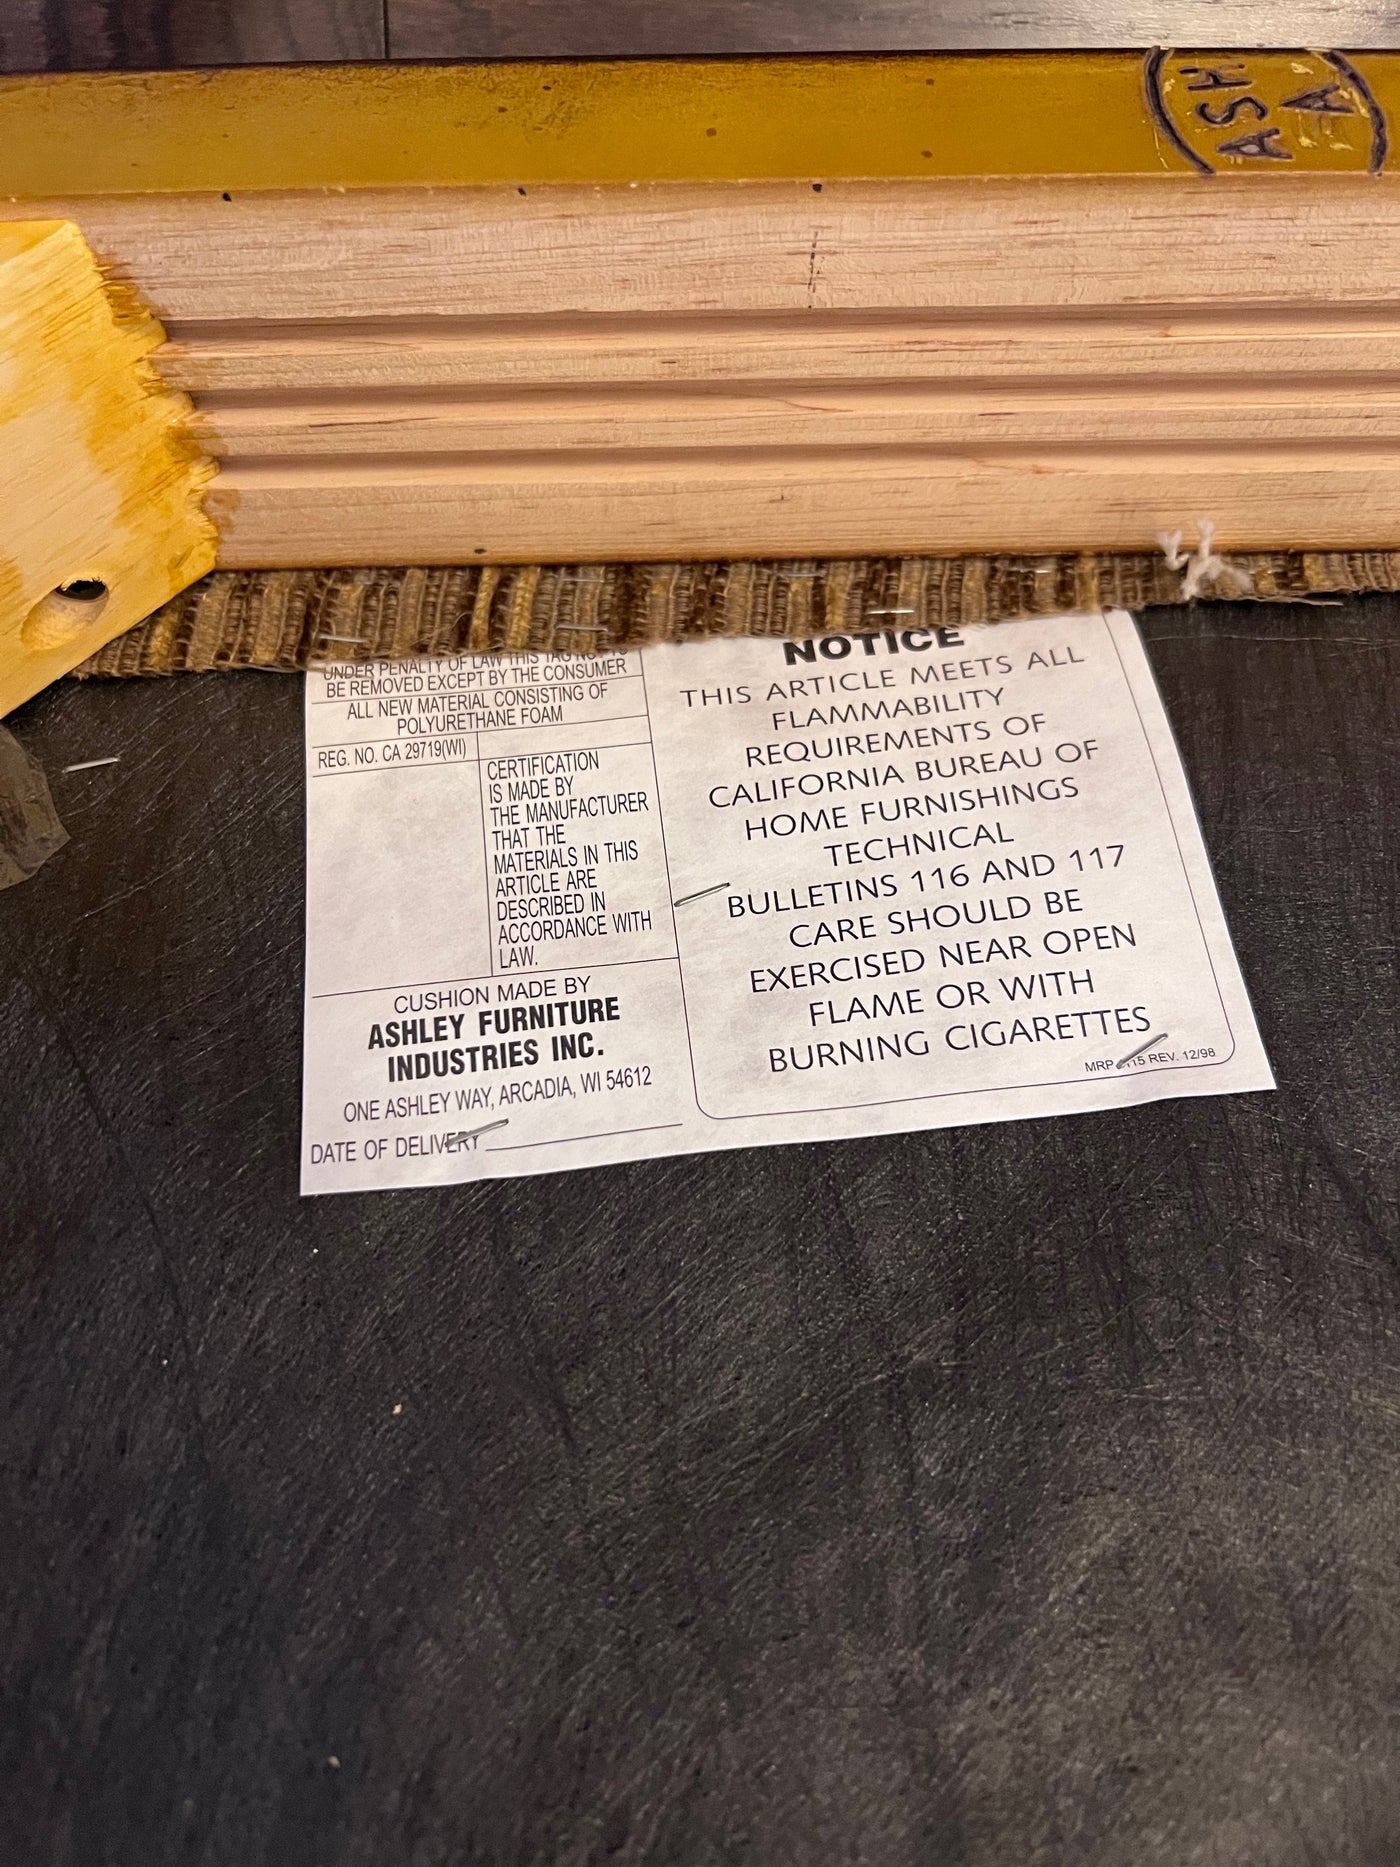 ASH
A
UNDER PENALTY OF LAW THIS TAG NOT TO
BE REMOVED EXCEPT BY THE CONSUMER
ALL NEW MATERIAL CONSISTING OF
POLYURETHANE FOAM
REG. NO. CA 29719(WI)
CERTIFICATION
IS MADE BY
THE MANUFACTURER
THAT THE
MATERIALS IN THIS
ARTICLE ARE
DESCRIBED IN
ACCORDANCE WITH
LAW.
CUSHION MADE BY
ASHLEY FURNITURE
INDUSTRIES INC.
ONE ASHLEY WAY, ARCADIA, WI 54612
DATE OF DELIVERY
NOTICE
THIS ARTICLE MEETS ALL
FLAMMABILITY
REQUIREMENTS OF
CALIFORNIA BUREAU OF
HOME FURNISHINGS
TECHNICAL
BULLETINS 116 AND 117
CARE SHOULD BE
EXERCISED NEAR OPEN
FLAME OR WITH
BURNING CIGARETTES
MRP REV. 12/98